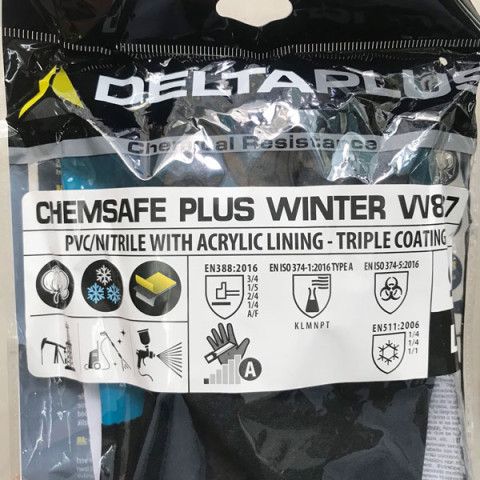 DELTAPLUS
Chemical Resistance
CHEMSAFE PLUS WINTER VV87
PVC/NITRILE WITH ACRYLIC LINING - TRIPLE COATING
EN388:2016
3/4
1/5
2/4
1/4
A/F
EN ISO 374-1:2016 TYPE A
KLMNPT
EN ISO 374-5:2016
EN511:2006
1/4
1/4
1/1
A